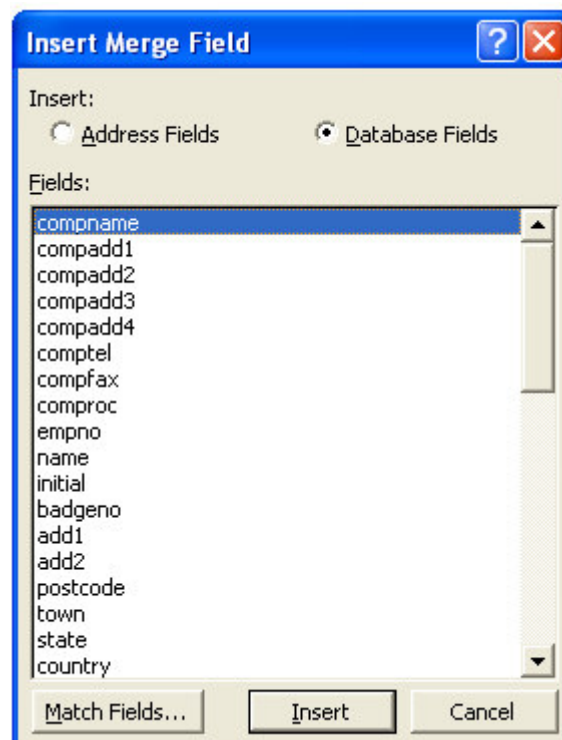 Insert Merge Field
Insert:
Address Fields Database Fields
Fields:
compname
compadd1
compadd2
compadd3
compadd4
comptel
compfax
comproc
empno
name
initial
badgeno
add1
add2
postcode
town
state
country
Match Fields... Insert Cancel